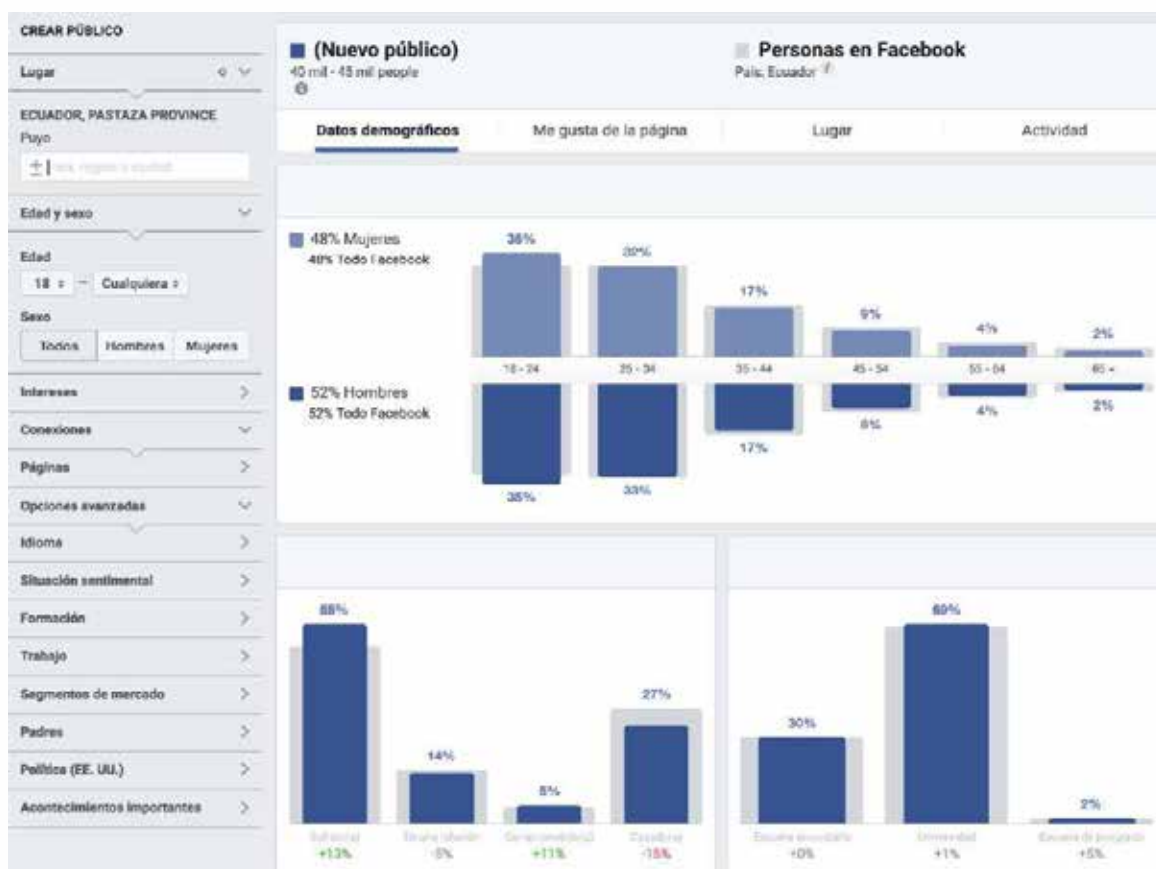 CREAR PÚBLICO
Lugar
ECUADOR, PASTAZA PROVINCE
Puyo
Edad y sexo
Edad
18 – Cualquiera
Sexo
Todos Hombres Mujeres
Intereses
Conexiones
Páginas
Opciones avanzadas
Idioma
Situación sentimental
Formación
Trabajo
Segmentos de mercado
Padres
Política (EE. UU.)
Acontecimientos importantes
(Nuevo público)
40 mil - 45 mil people
Personas en Facebook
País: Ecuador
Datos demográficos Me gusta de la página Lugar Actividad
48% Mujeres
48% Todo Facebook
36% 32% 17% 9% 4% 2%
18 - 24 25 - 34 35 - 44 45 - 54 55 - 64 65 +
52% Hombres
52% Todo Facebook
35% 33% 17% 4% 2%
14% 27%
+13% -5% +11% -15%
30% 69% 2%
Universidad
+0% +1% +5%